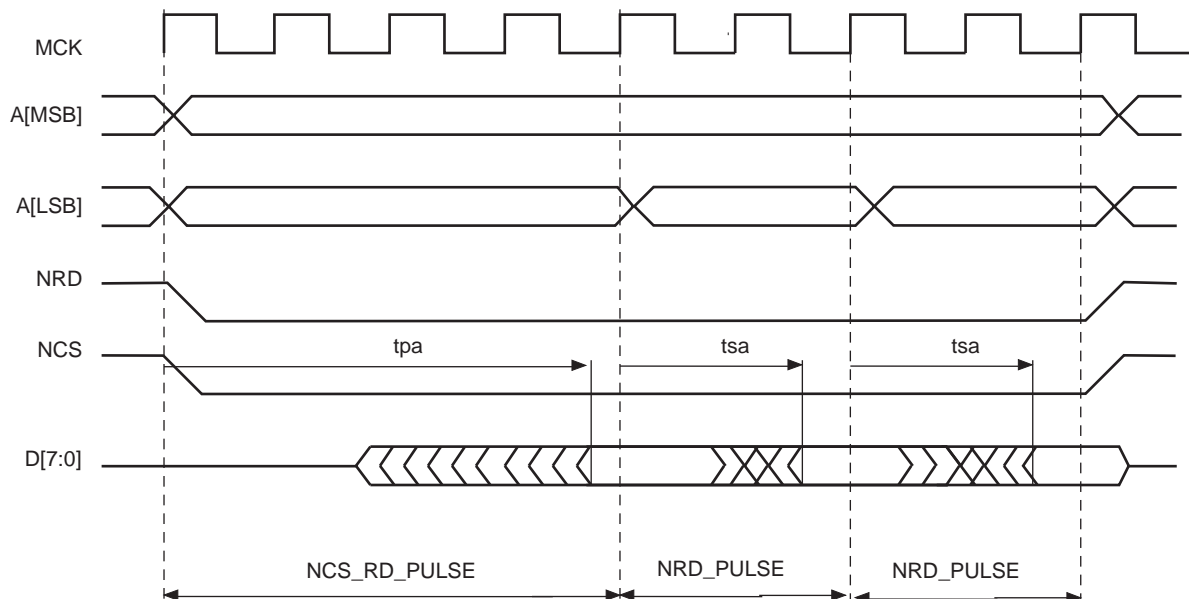 MCK
A[MSB]
A[LSB]
NRD
NCS
tpa
tsa
tsa
D[7:0]
NCS_RD_PULSE
NRD_PULSE
NRD_PULSE